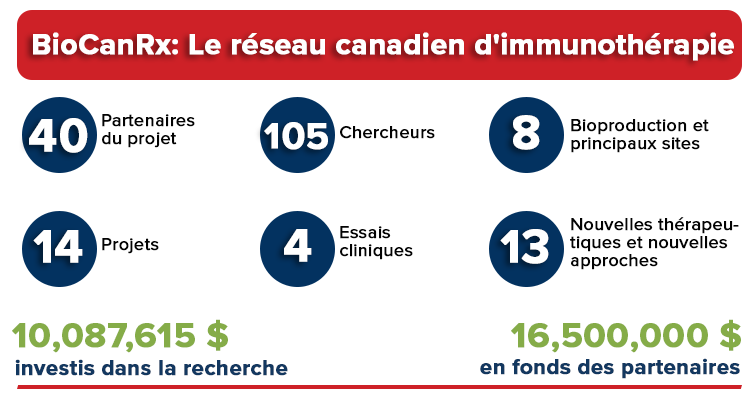 BioCanRx: Le réseau canadien d'immunothérapie
40
Partenaires
du projet
105
Chercheurs
8
Bioproduction et
principaux sites
14
Projets
4
Essais
cliniques
13
Nouvelles thérapeu-
tiques et nouvelles
approches
10,087,615 $
investis dans la recherche
16,500,000 $
en fonds des partenaires